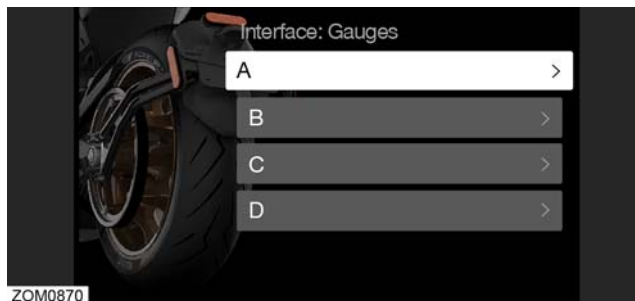 Interface: Gauges
A >
B >
C >
D >
ZOM0870